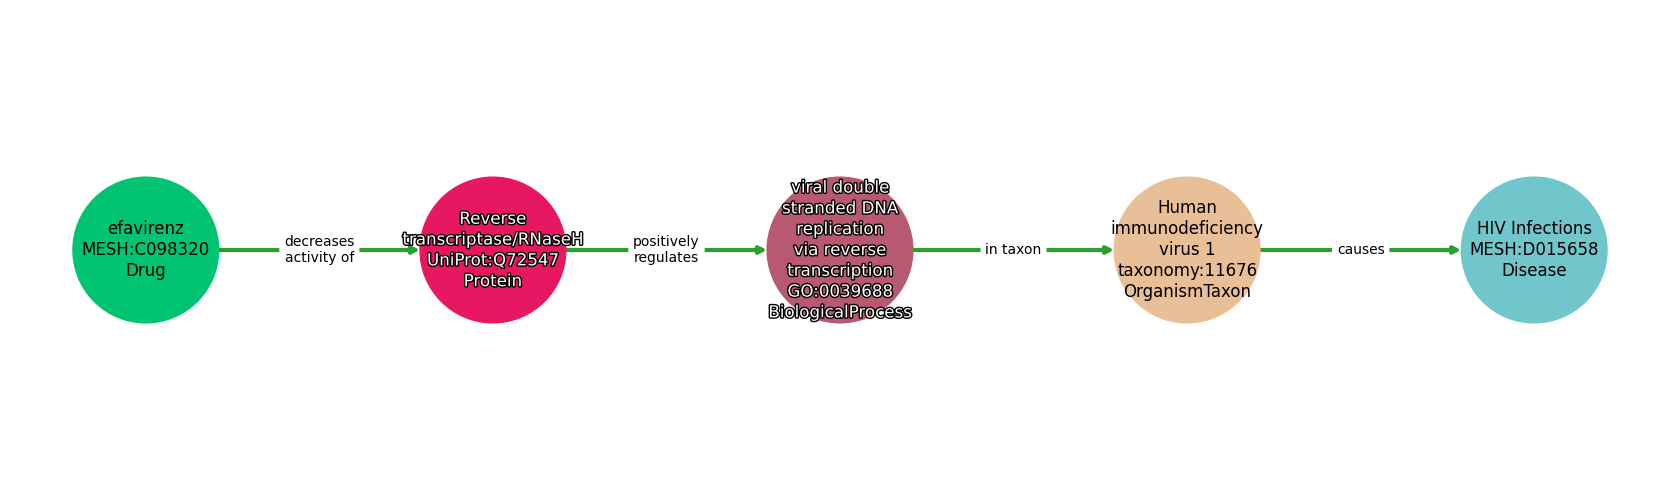 efavirenz
MESH:C098320
Drug
decreases
activity of
Reverse
transcriptase/RNaseH
UniProt:Q72547
Protein
positively
regulates
viral double
stranded DNA
replication
via reverse
transcription
GO:0039688
BiologicalProcess
in taxon
Human
immunodeficiency
virus 1
taxonomy:11676
OrganismTaxon
causes
HIV Infections
MESH:D015658
Disease